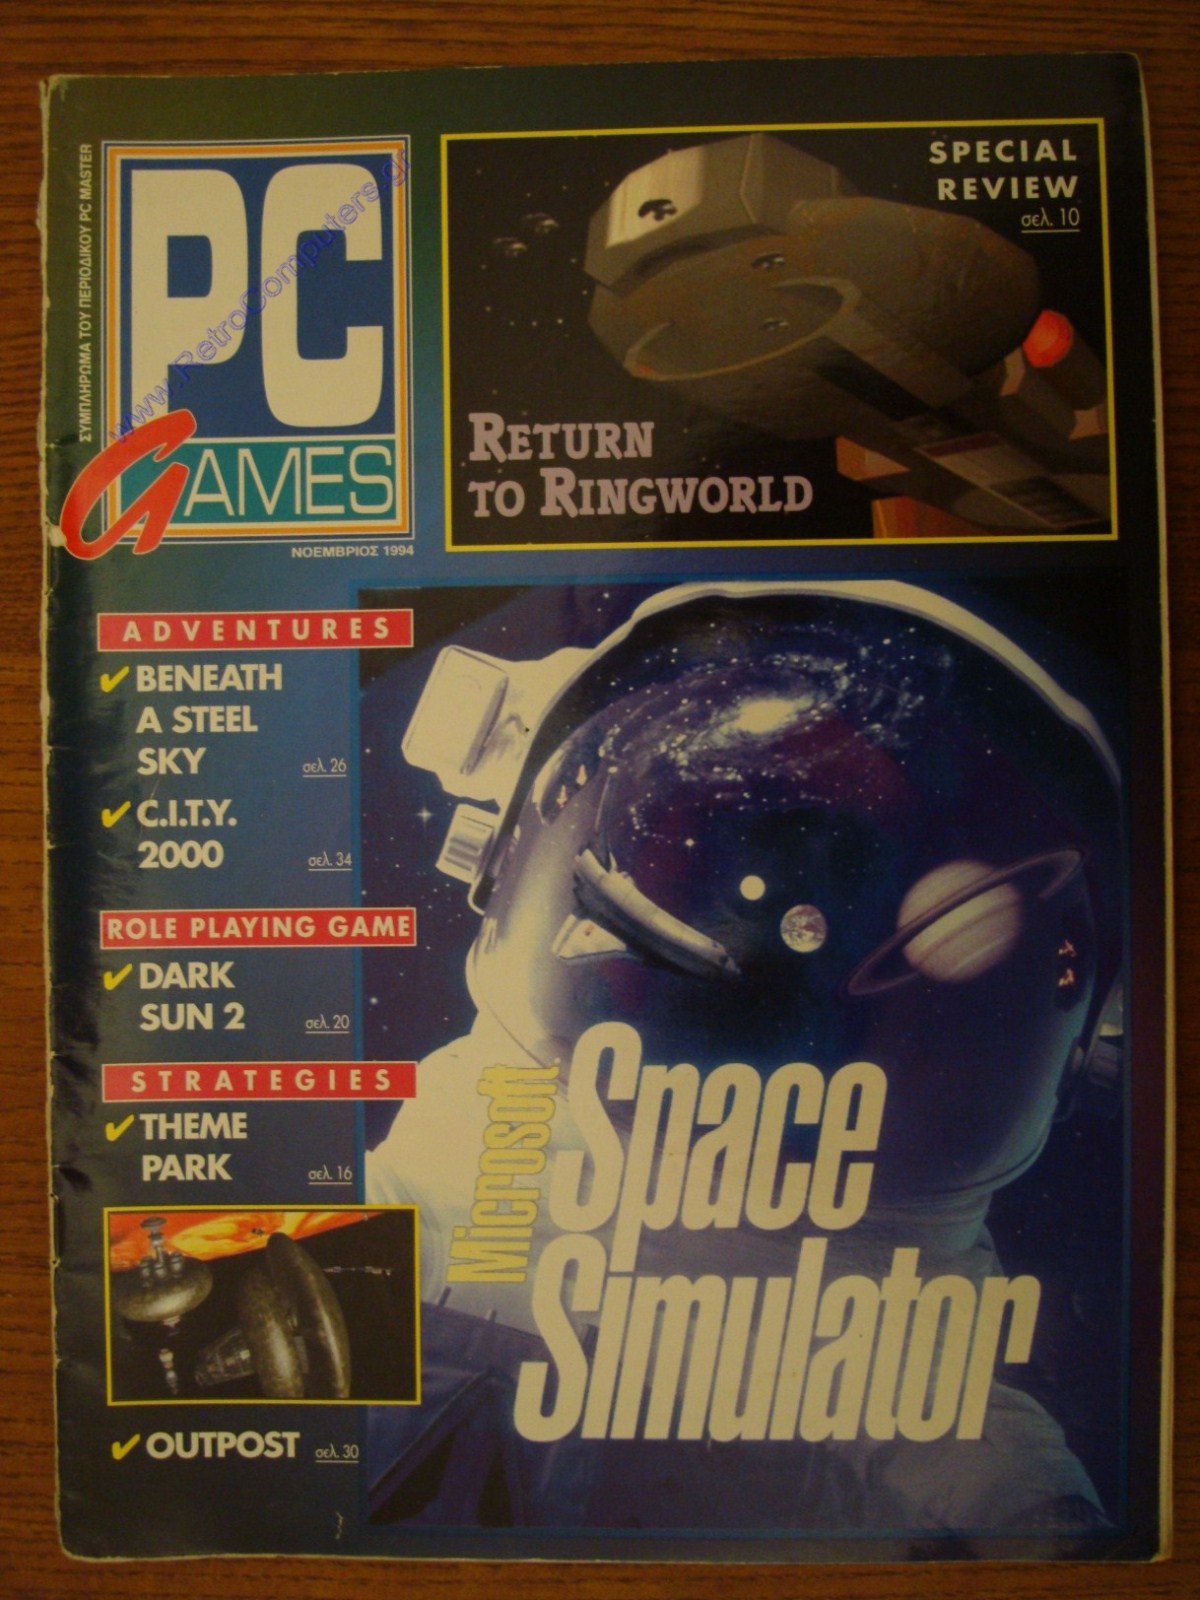 ΣΥΜΠΛΗΡΩΜΑ ΤΟΥ ΠΕΡΙΟΔΙΚΟΥ PC MASTER
PC
GAMES
www.RetroComputers.gr
ΝΟΕΜΒΡΙΟΣ 1994
SPECIAL
REVIEW
σελ. 10
RETURN
TO RINGWORLD
ADVENTURES
BENEATH
A STEEL
SKY
σελ. 26
C.I.T.Y.
2000
σελ. 34
ROLE PLAYING GAME
DARK
SUN 2
σελ. 20
STRATEGIES
THEME
PARK
σελ. 16
OUTPOST σελ. 30
Microsoft
Space
Simulator